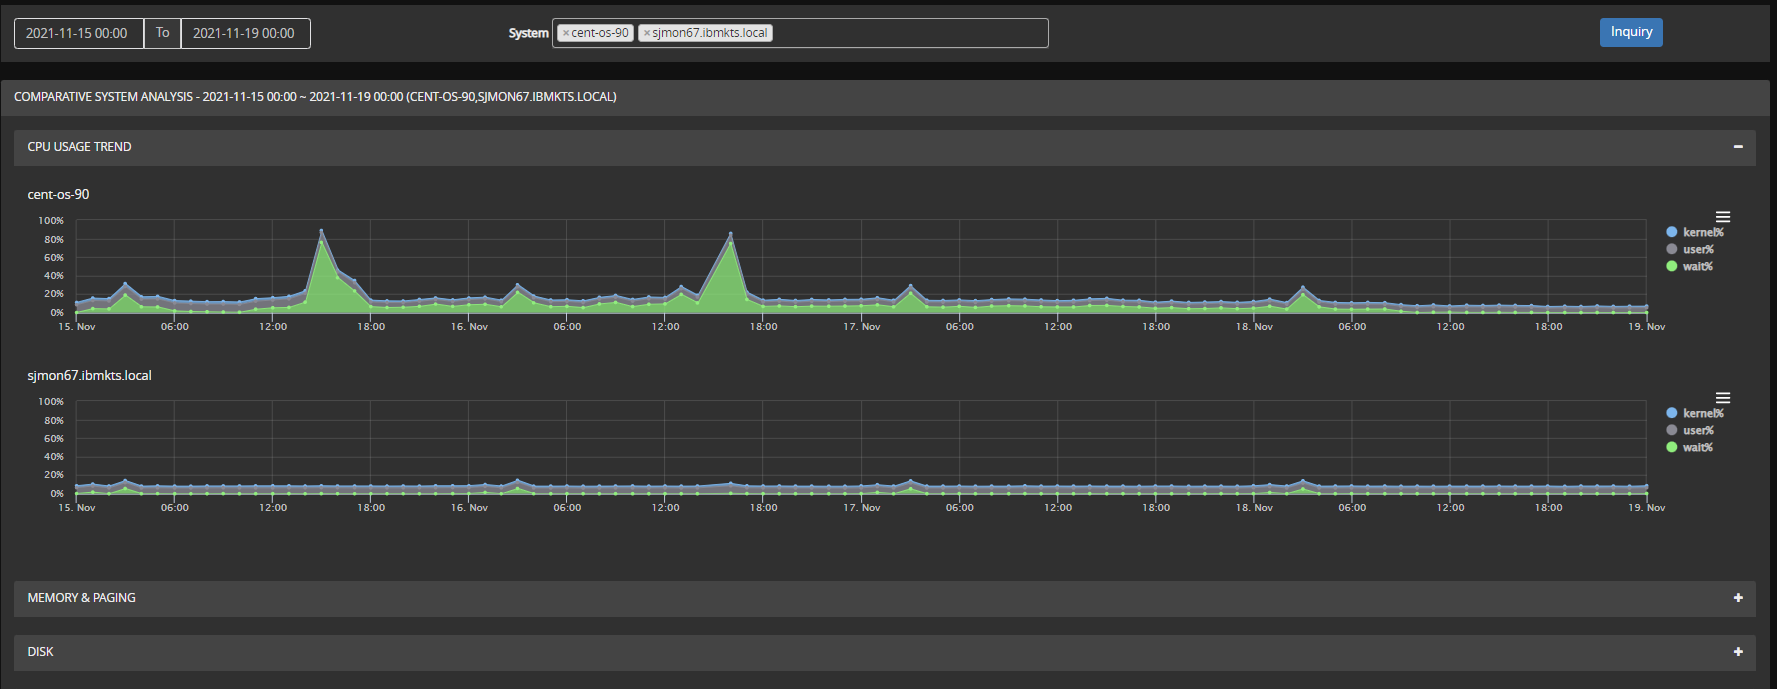 2021-11-15 00:00 To 2021-11-19 00:00 System ×cent-os-90 ×sjmon67.ibmkts.local Inquiry
COMPARATIVE SYSTEM ANALYSIS - 2021-11-15 00:00 ~ 2021-11-19 00:00 (CENT-OS-90,SJMON67.IBMKTS.LOCAL)
CPU USAGE TREND
cent-os-90
100%
80%
60%
40%
20%
0%
15. Nov 06:00 12:00 18:00 16. Nov 06:00 12:00 18:00 17. Nov 06:00 12:00 18:00 18. Nov 06:00 12:00 18:00 19. Nov
kernel%
user%
wait%
sjmon67.ibmkts.local
100%
80%
60%
40%
20%
0%
15. Nov 06:00 12:00 18:00 16. Nov 06:00 12:00 18:00 17. Nov 06:00 12:00 18:00 18. Nov 06:00 12:00 18:00 19. Nov
kernel%
user%
wait%
MEMORY & PAGING
DISK